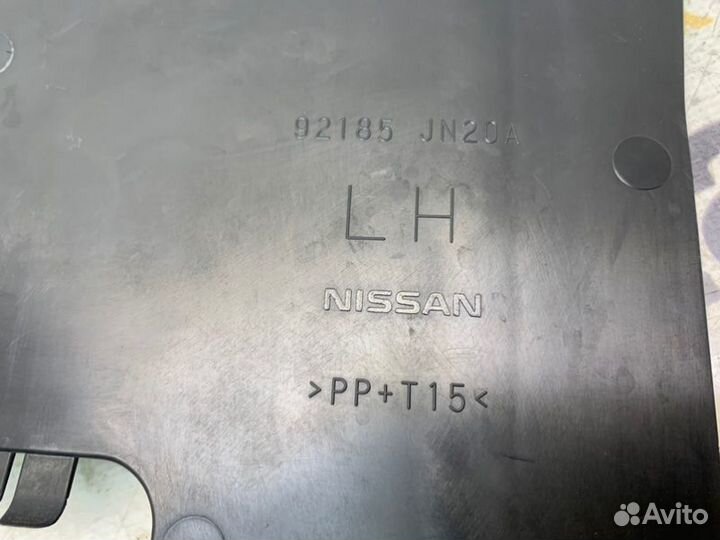 92185 JN20A
LH
NISSAN
>PP+T15<
Avito